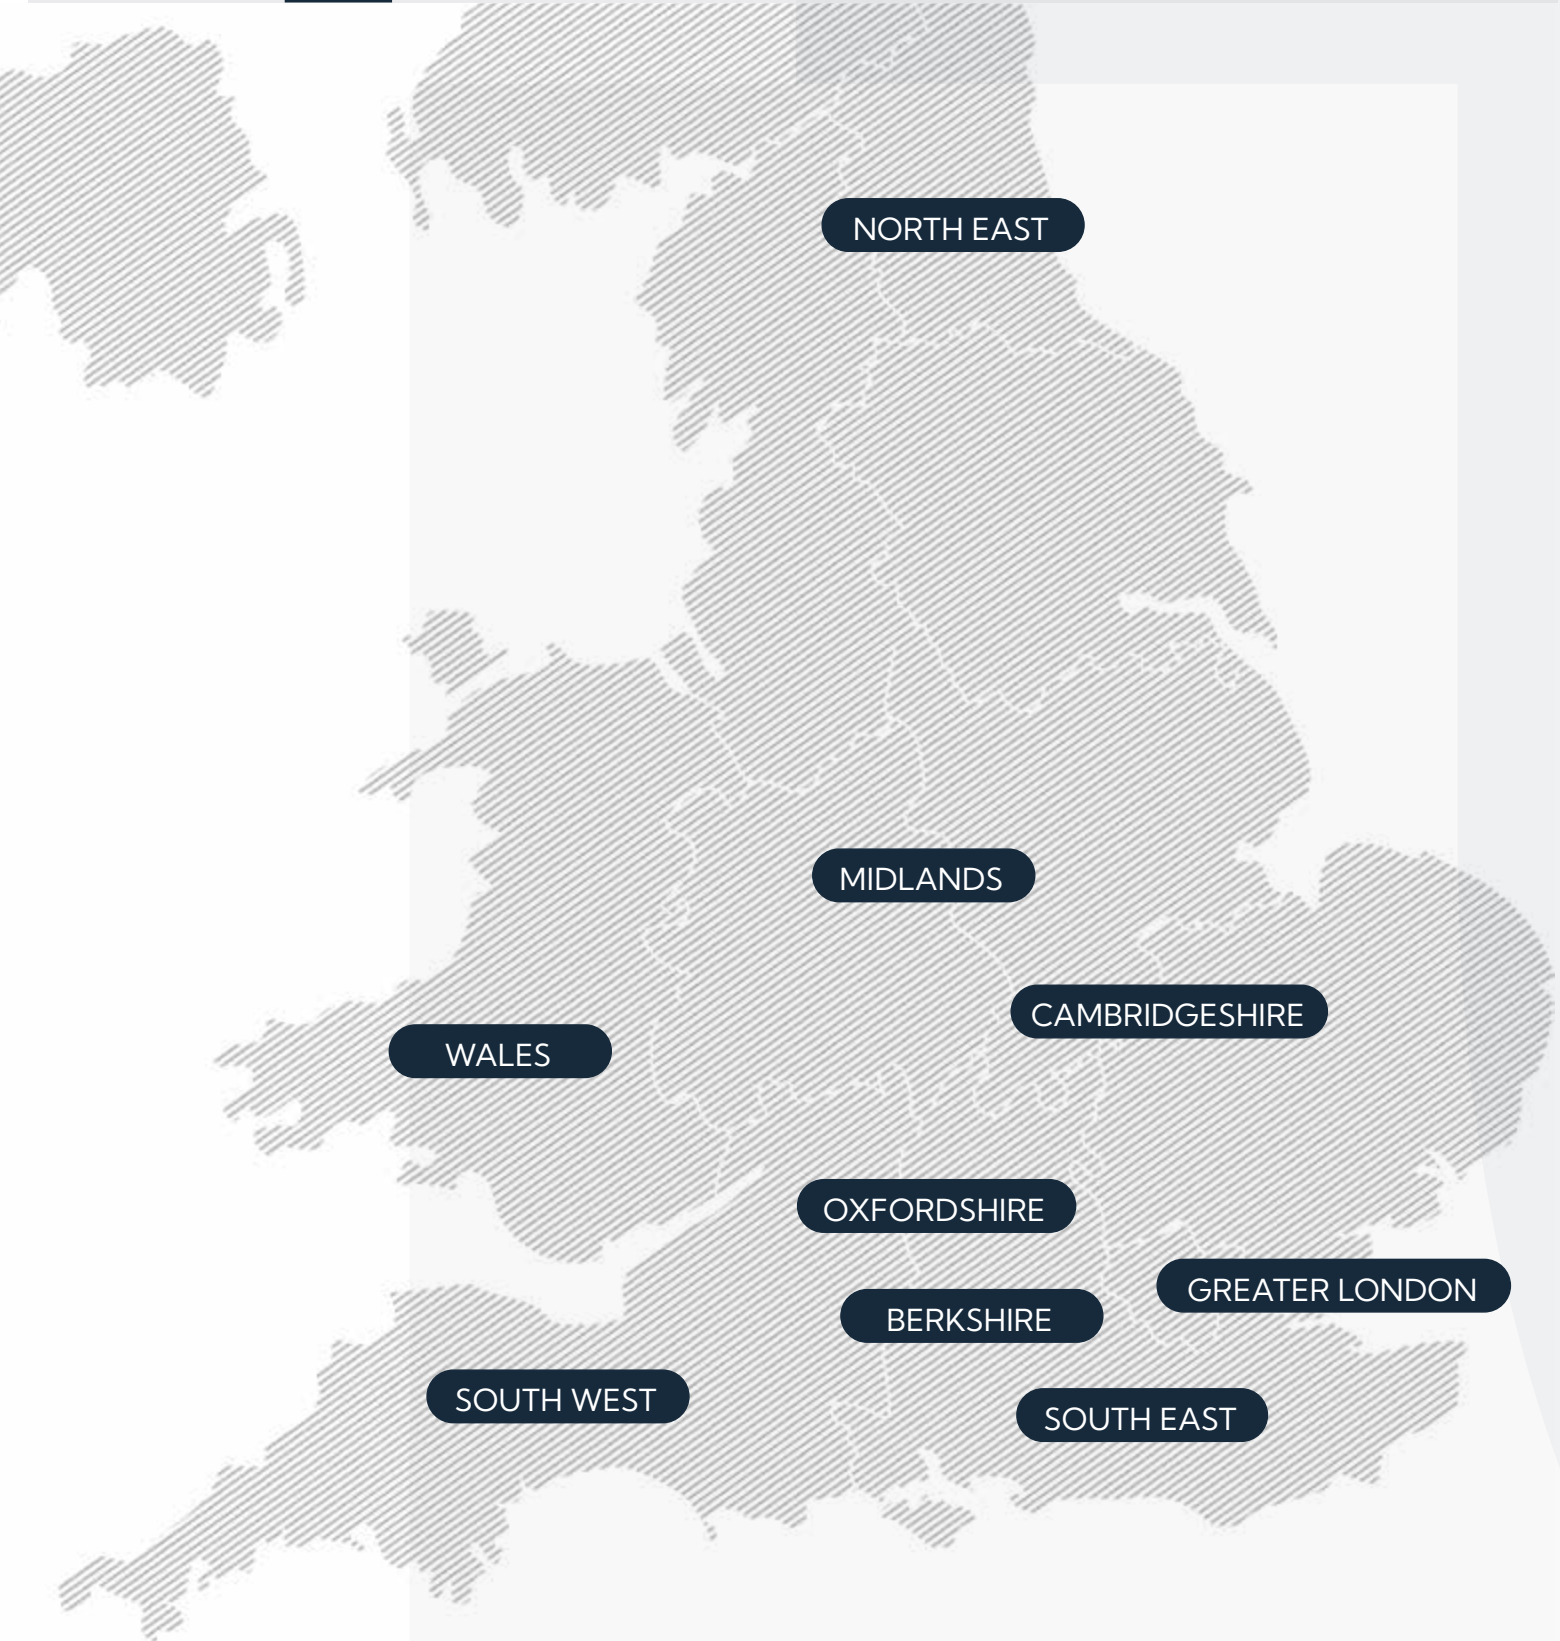 NORTH EAST
MIDLANDS
CAMBRIDGESHIRE
WALES
OXFORDSHIRE
GREATER LONDON
BERKSHIRE
SOUTH WEST
SOUTH EAST